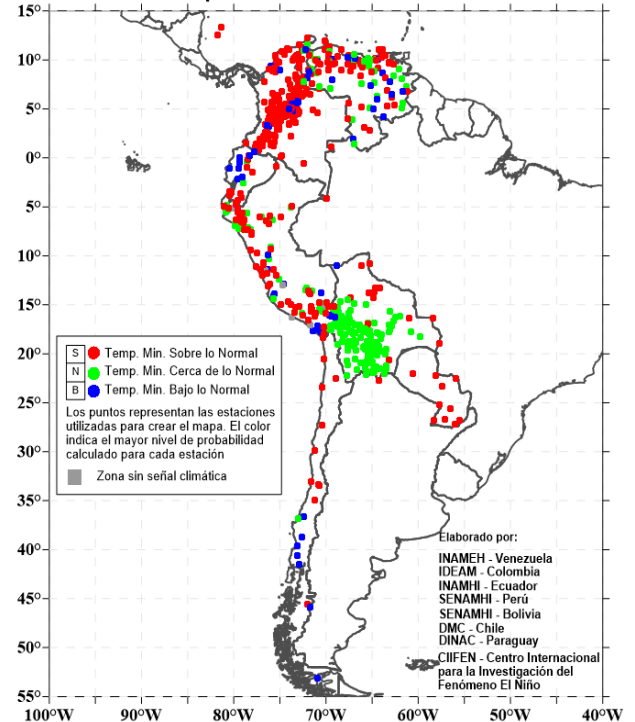 15°
10°
5°
0°
5°
10°
15°
20°
25°
30°
35°
40°
45°
50°
55°
S Temp. Min. Sobre lo Normal
N Temp. Min. Cerca de lo Normal
B Temp. Min. Bajo lo Normal
Los puntos representan las estaciones
utilizadas para crear el mapa. El color
indica el mayor nivel de probabilidad
calculado para cada estación
Zona sin señal climática
Elaborado por:
INAMEH - Venezuela
IDEAM - Colombia
INAMHI - Ecuador
SENAMHI - Perú
SENAMHI - Bolivia
DMC - Chile
DINAC - Paraguay
CIIFEN - Centro Internacional
para la Investigación del
Fenómeno El Niño
100°W 90°W 80°W 70°W 60°W 50°W 40°W